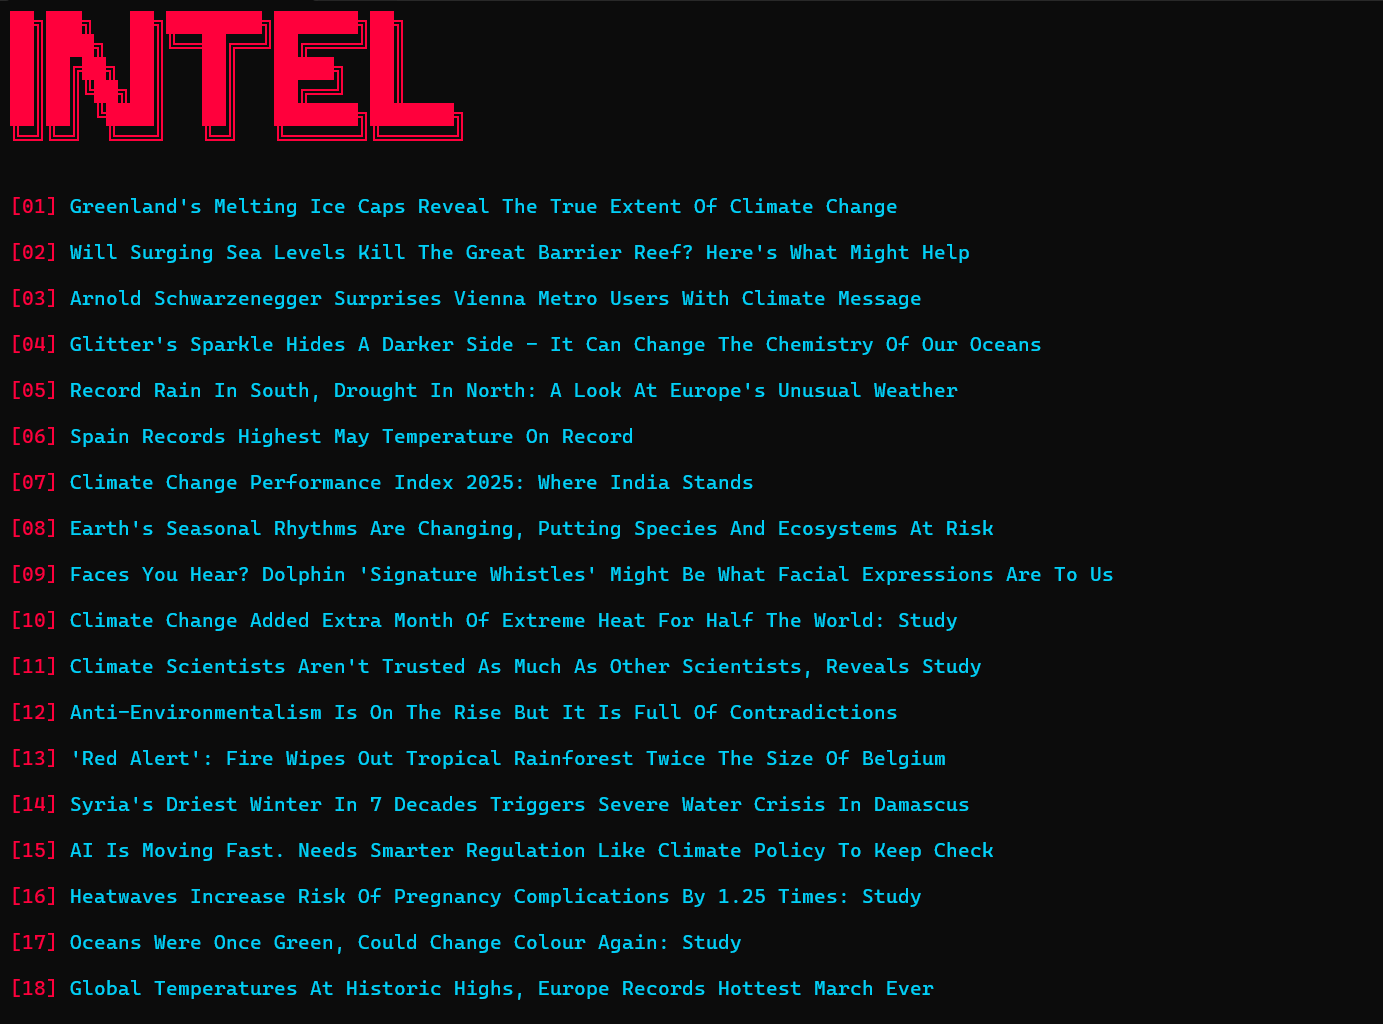 INTEL
[01] Greenland's Melting Ice Caps Reveal The True Extent Of Climate Change
[02] Will Surging Sea Levels Kill The Great Barrier Reef? Here's What Might Help
[03] Arnold Schwarzenegger Surprises Vienna Metro Users With Climate Message
[04] Glitter's Sparkle Hides A Darker Side - It Can Change The Chemistry Of Our Oceans
[05] Record Rain In South, Drought In North: A Look At Europe's Unusual Weather
[06] Spain Records Highest May Temperature On Record
[07] Climate Change Performance Index 2025: Where India Stands
[08] Earth's Seasonal Rhythms Are Changing, Putting Species And Ecosystems At Risk
[09] Faces You Hear? Dolphin 'Signature Whistles' Might Be What Facial Expressions Are To Us
[10] Climate Change Added Extra Month Of Extreme Heat For Half The World: Study
[11] Climate Scientists Aren't Trusted As Much As Other Scientists, Reveals Study
[12] Anti-Environmentalism Is On The Rise But It Is Full Of Contradictions
[13] 'Red Alert': Fire Wipes Out Tropical Rainforest Twice The Size Of Belgium
[14] Syria's Driest Winter In 7 Decades Triggers Severe Water Crisis In Damascus
[15] AI Is Moving Fast. Needs Smarter Regulation Like Climate Policy To Keep Check
[16] Heatwaves Increase Risk Of Pregnancy Complications By 1.25 Times: Study
[17] Oceans Were Once Green, Could Change Colour Again: Study
[18] Global Temperatures At Historic Highs, Europe Records Hottest March Ever